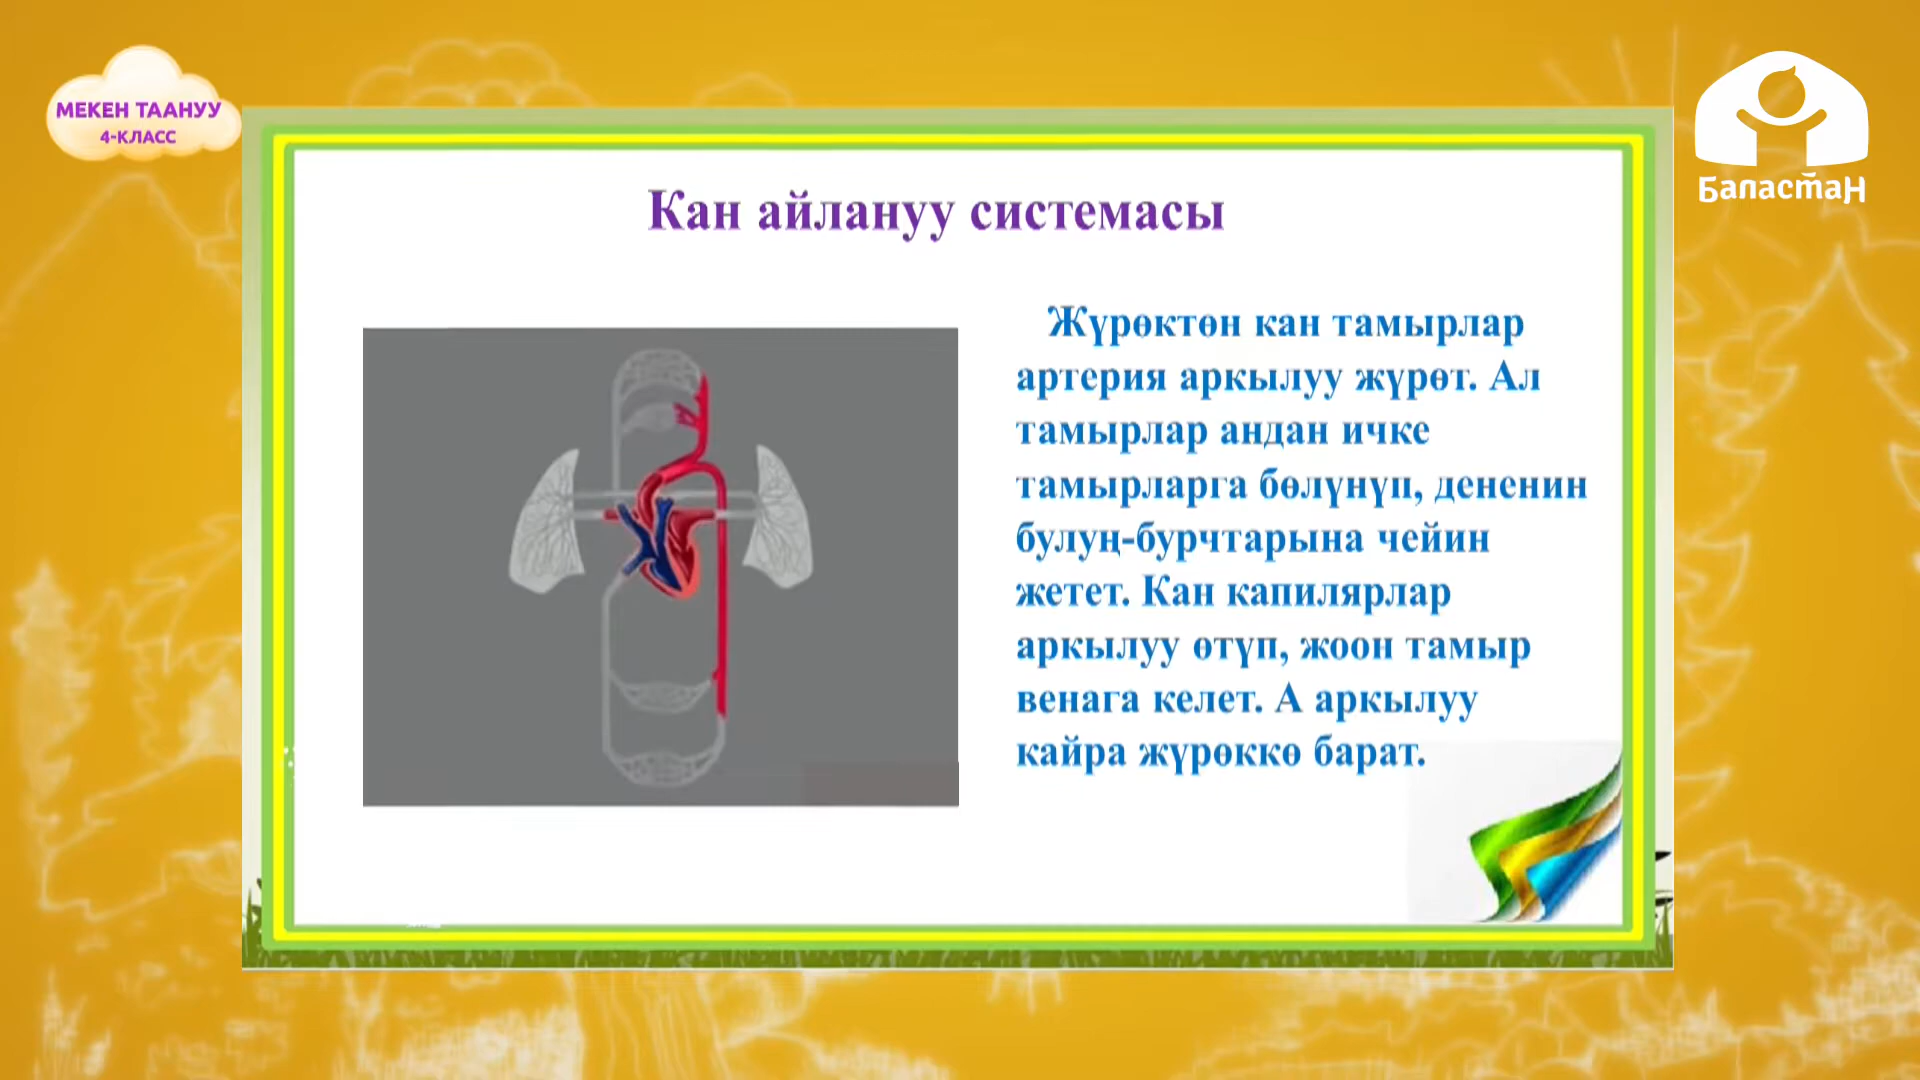 МЕКЕН ТААНУУ
4-КЛАСС
Баластан
Кан айлануу системасы
Жүрөктөн кан тамырлар
артерия аркылуу жүрөт. Ал
тамырлар андан ичке
тамырларга бөлүнүп, дененин
булуң-бурчтарына чейин
жетет. Кан капилярлар
аркылуу өтүп, жоон тамыр
венага келет. А аркылуу
кайра жүрөккө барат.